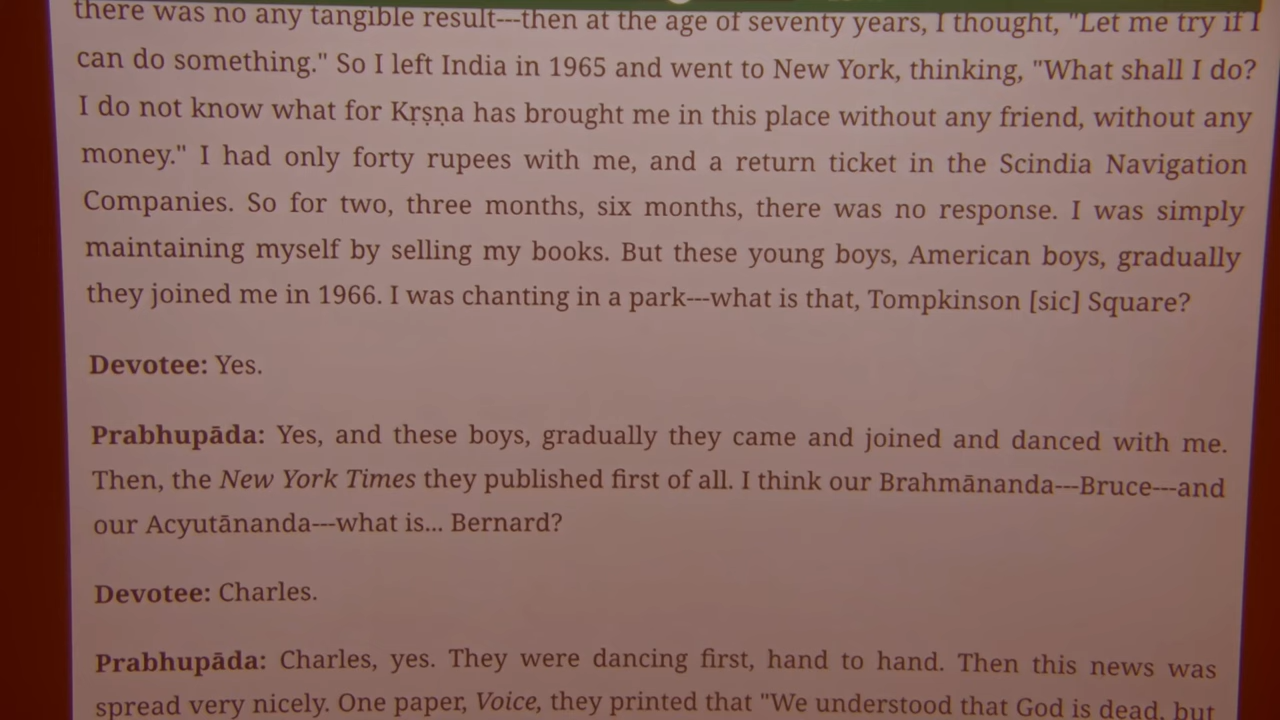 there was no any tangible result---then at the age of seventy years, I thought, "Let me try if I
can do something." So I left India in 1965 and went to New York, thinking, "What shall I do?
I do not know what for Kṛṣṇa has brought me in this place without any friend, without any
money." I had only forty rupees with me, and a return ticket in the Scindia Navigation
Companies. So for two, three months, six months, there was no response. I was simply
maintaining myself by selling my books. But these young boys, American boys, gradually
they joined me in 1966. I was chanting in a park---what is that, Tompkinson [sic] Square?
Devotee: Yes.
Prabhupāda: Yes, and these boys, gradually they came and joined and danced with me.
Then, the New York Times they published first of all. I think our Brahmānanda---Bruce---and
our Acyutānanda---what is... Bernard?
Devotee: Charles.
Prabhupāda: Charles, yes. They were dancing first, hand to hand. Then this news was
spread very nicely. One paper, Voice, they printed that "We understood that God is dead, but